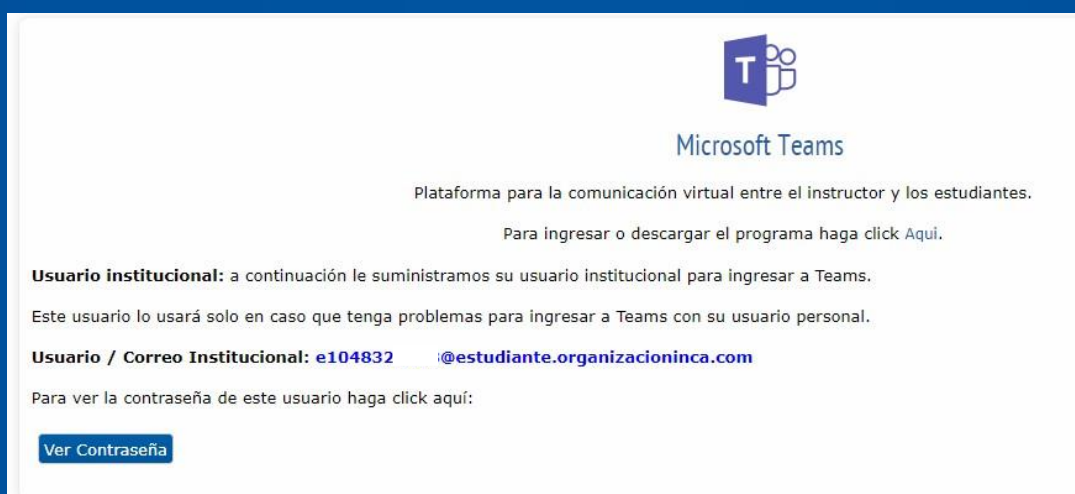 T
Microsoft Teams
Plataforma para la comunicación virtual entre el instructor y los estudiantes.
Para ingresar o descargar el programa haga click Aqui.
Usuario institucional: a continuación le suministramos su usuario institucional para ingresar a Teams.
Este usuario lo usará solo en caso que tenga problemas para ingresar a Teams con su usuario personal.
Usuario / Correo Institucional: e104832 @estudiante.organizacioninca.com
Para ver la contraseña de este usuario haga click aquí:
Ver Contraseña